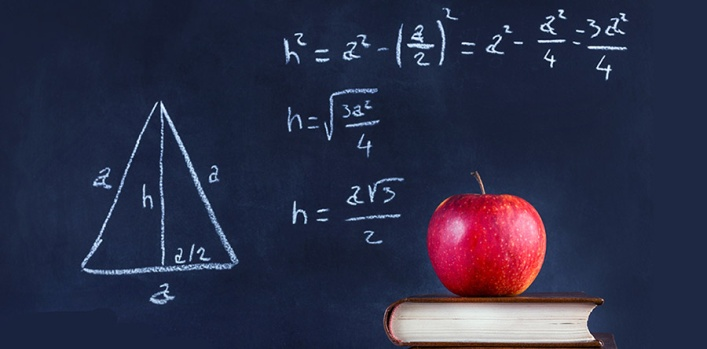 h² = a² - (a/2)² = a² - a²/4 - 3a²/4
h = √3a²/4
h = a√3/2
a
a
h
a/2
a